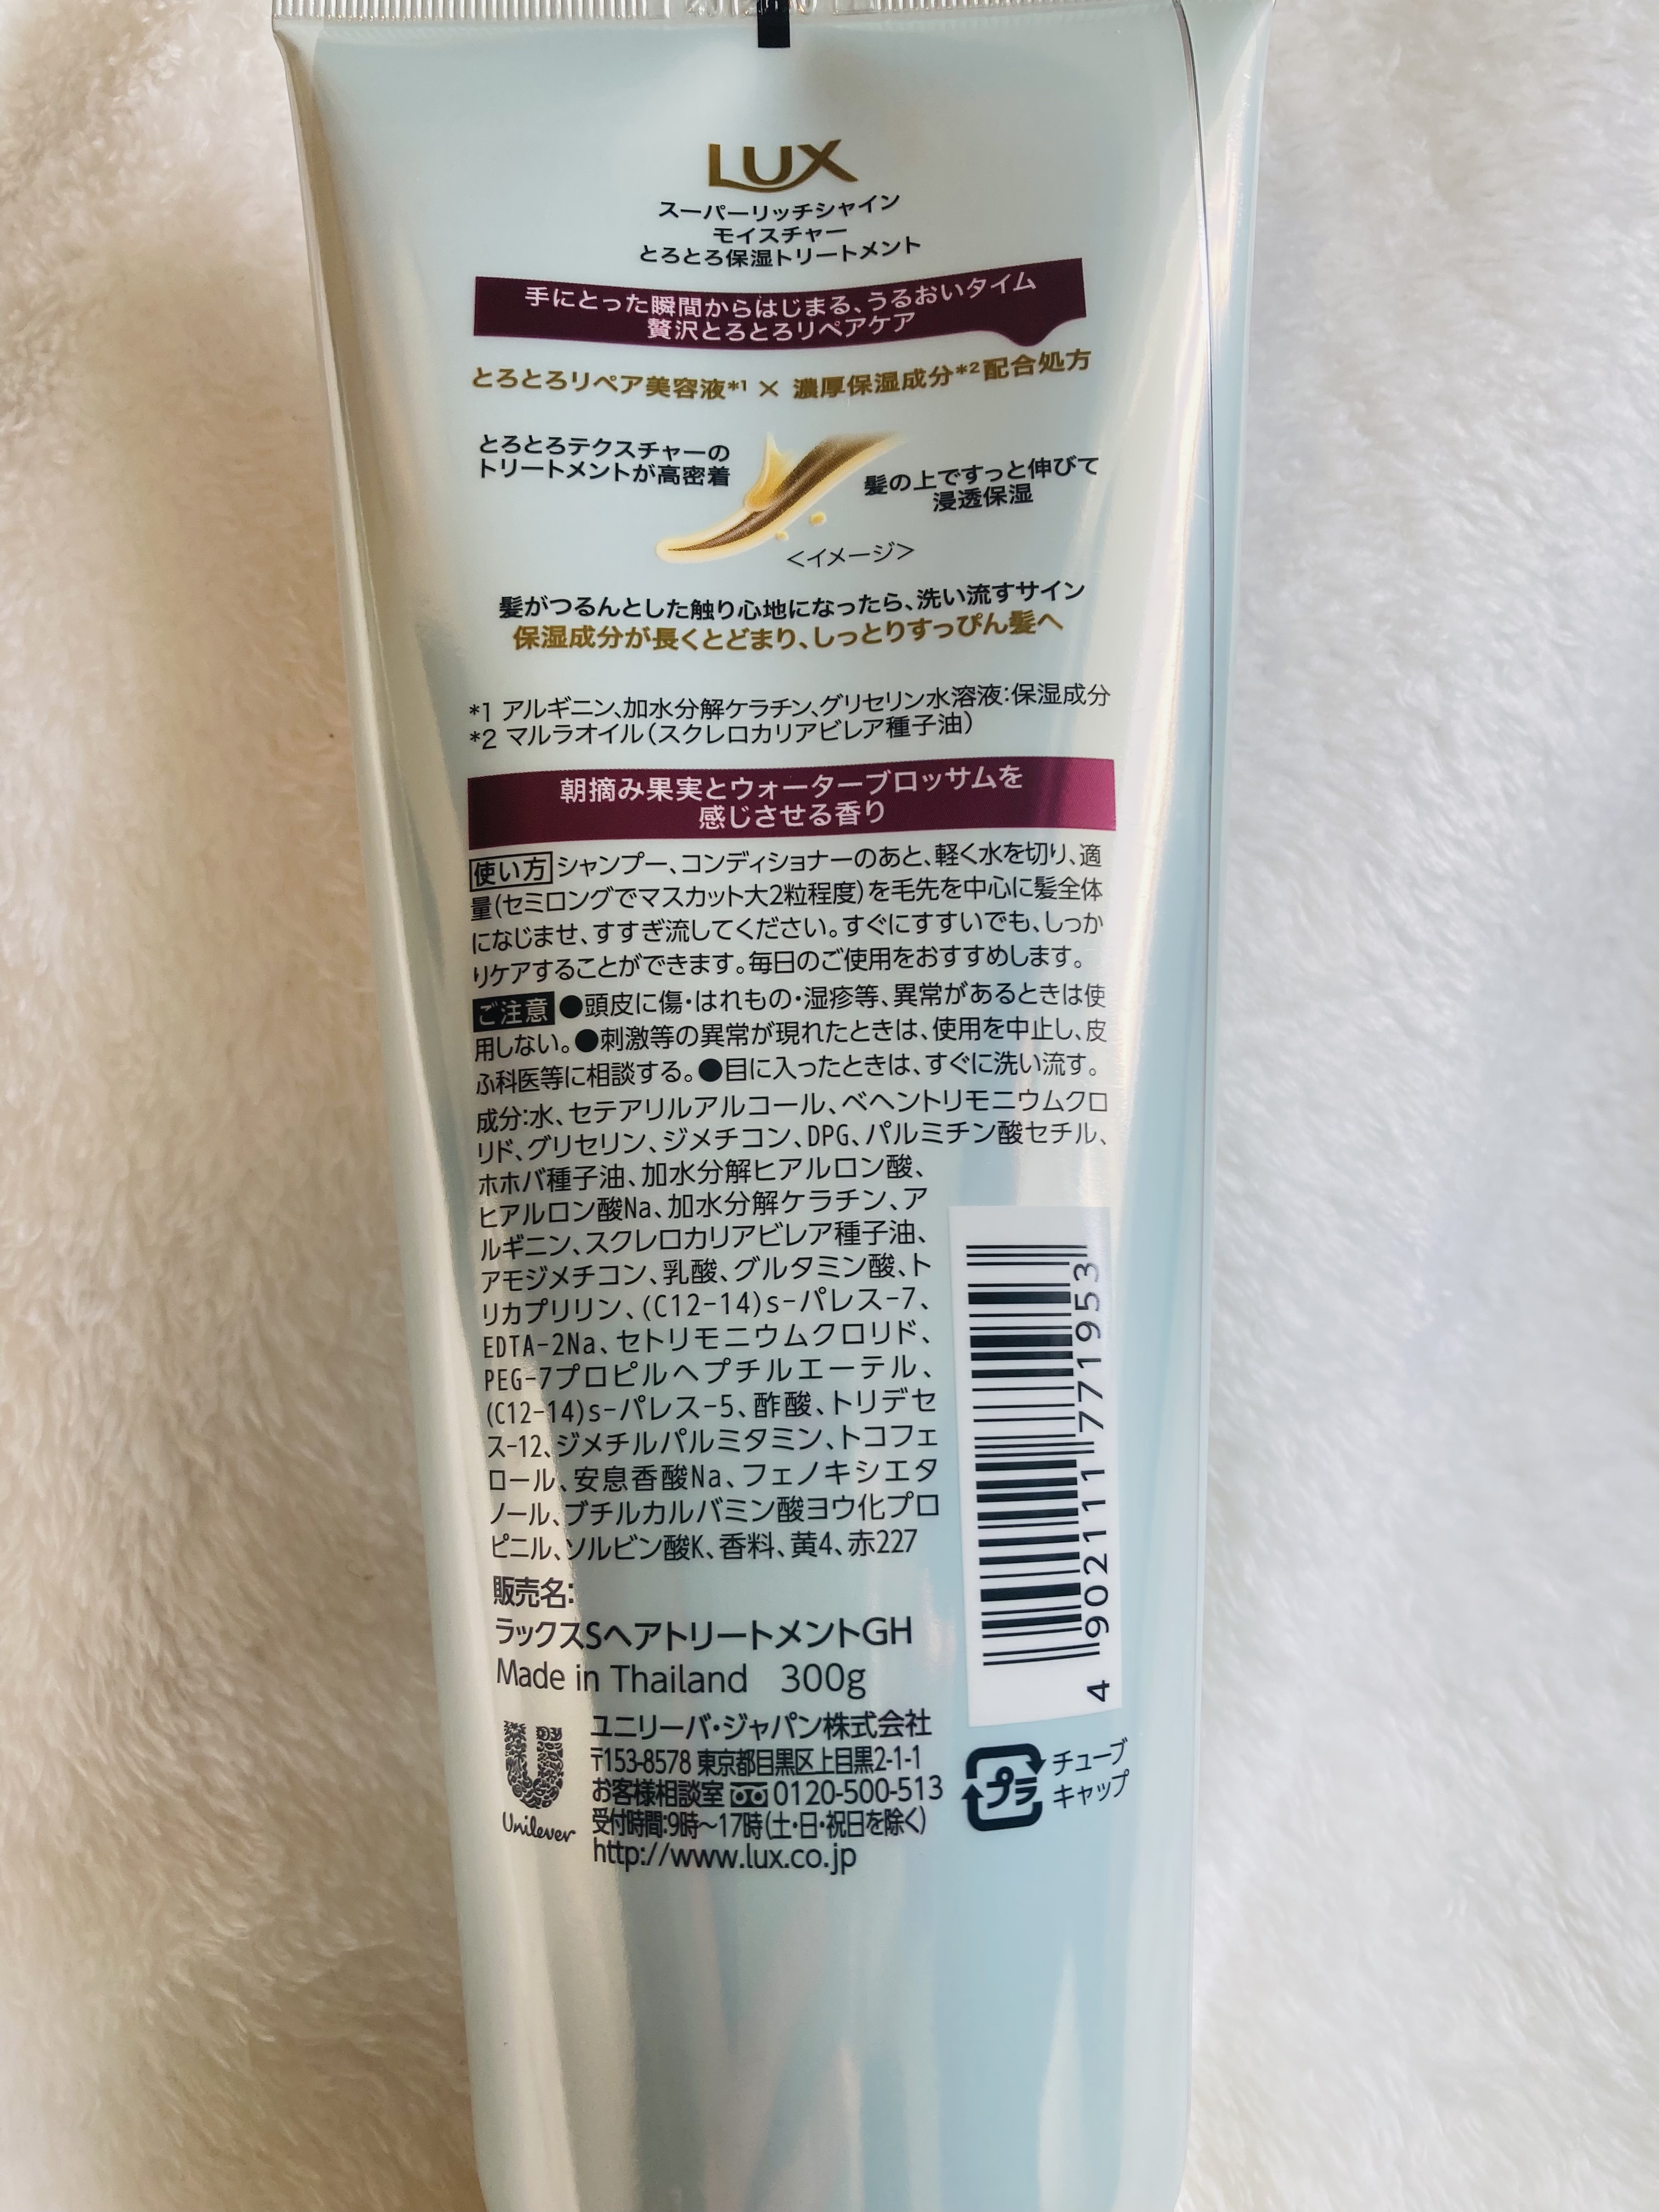 LUX
スーパーリッチシャイン
モイスチャー
とろとろ保湿トリートメント
手にとった瞬間からはじまる、うるおいタイム
贅沢とろとろリペアケア
とろとろリペア美容液*1 × 濃厚保湿成分*2配合処方
とろとろテクスチャーの
トリートメントが高密着
髪の上ですっと伸びて
浸透保湿
<イメージ>
髪がつるんとした触り心地になったら、洗い流すサイン
保湿成分が長くとどまり、しっとりすっぴん髪へ
*1 アルギニン、加水分解ケラチン、グリセリン水溶液：保湿成分
*2 マルラオイル（スクレロカリアビレア種子油）
朝摘み果実とウォーターブロッサムを
感じさせる香り
使い方 シャンプー、コンディショナーのあと、軽く水を切り、適
量(セミロングでマスカット大2粒程度)を毛先を中心に髪全体
になじませ、すすぎ流してください。すぐにすすいでも、しっか
りケアすることができます。毎日のご使用をおすすめします。
ご注意 ●頭皮に傷・はれもの・湿疹等、異常があるときは使
用しない。●刺激等の異常が現れたときは、使用を中止し、皮
ふ科医等に相談する。●目に入ったときは、すぐに洗い流す。
成分：水、セテアリルアルコール、ベヘントリモニウムクロ
リド、グリセリン、ジメチコン、DPG、パルミチン酸セチル、
ホホバ種子油、加水分解ヒアルロン酸、
ヒアルロン酸Na、加水分解ケラチン、ア
ルギニン、スクレロカリアビレア種子油、
アモジメチコン、乳酸、グルタミン酸、ト
リカプリリン、(C12-14)s-パレス-7、
EDTA-2Na、セトリモニウムクロリド、
PEG-7プロピルヘプチルエーテル、
(C12-14)s-パレス-5、酢酸、トリデセ
ス-12、ジメチルパルミタミン、トコフェ
ロール、安息香酸Na、フェノキシエタ
ノール、ブチルカルバミン酸ヨウ化プロ
ピニル、ソルビン酸K、香料、黄4、赤227
4 902111 771953
販売名：
ラックスSヘアトリートメントGH
Made in Thailand 300g
ユニリーバ・ジャパン株式会社
〒153-8578 東京都目黒区上目黒2-1-1
お客様相談室 0120-500-513
受付時間：9時～17時（土・日・祝日を除く）
http://www.lux.co.jp
Unilever
プラ
チューブ
キャップ